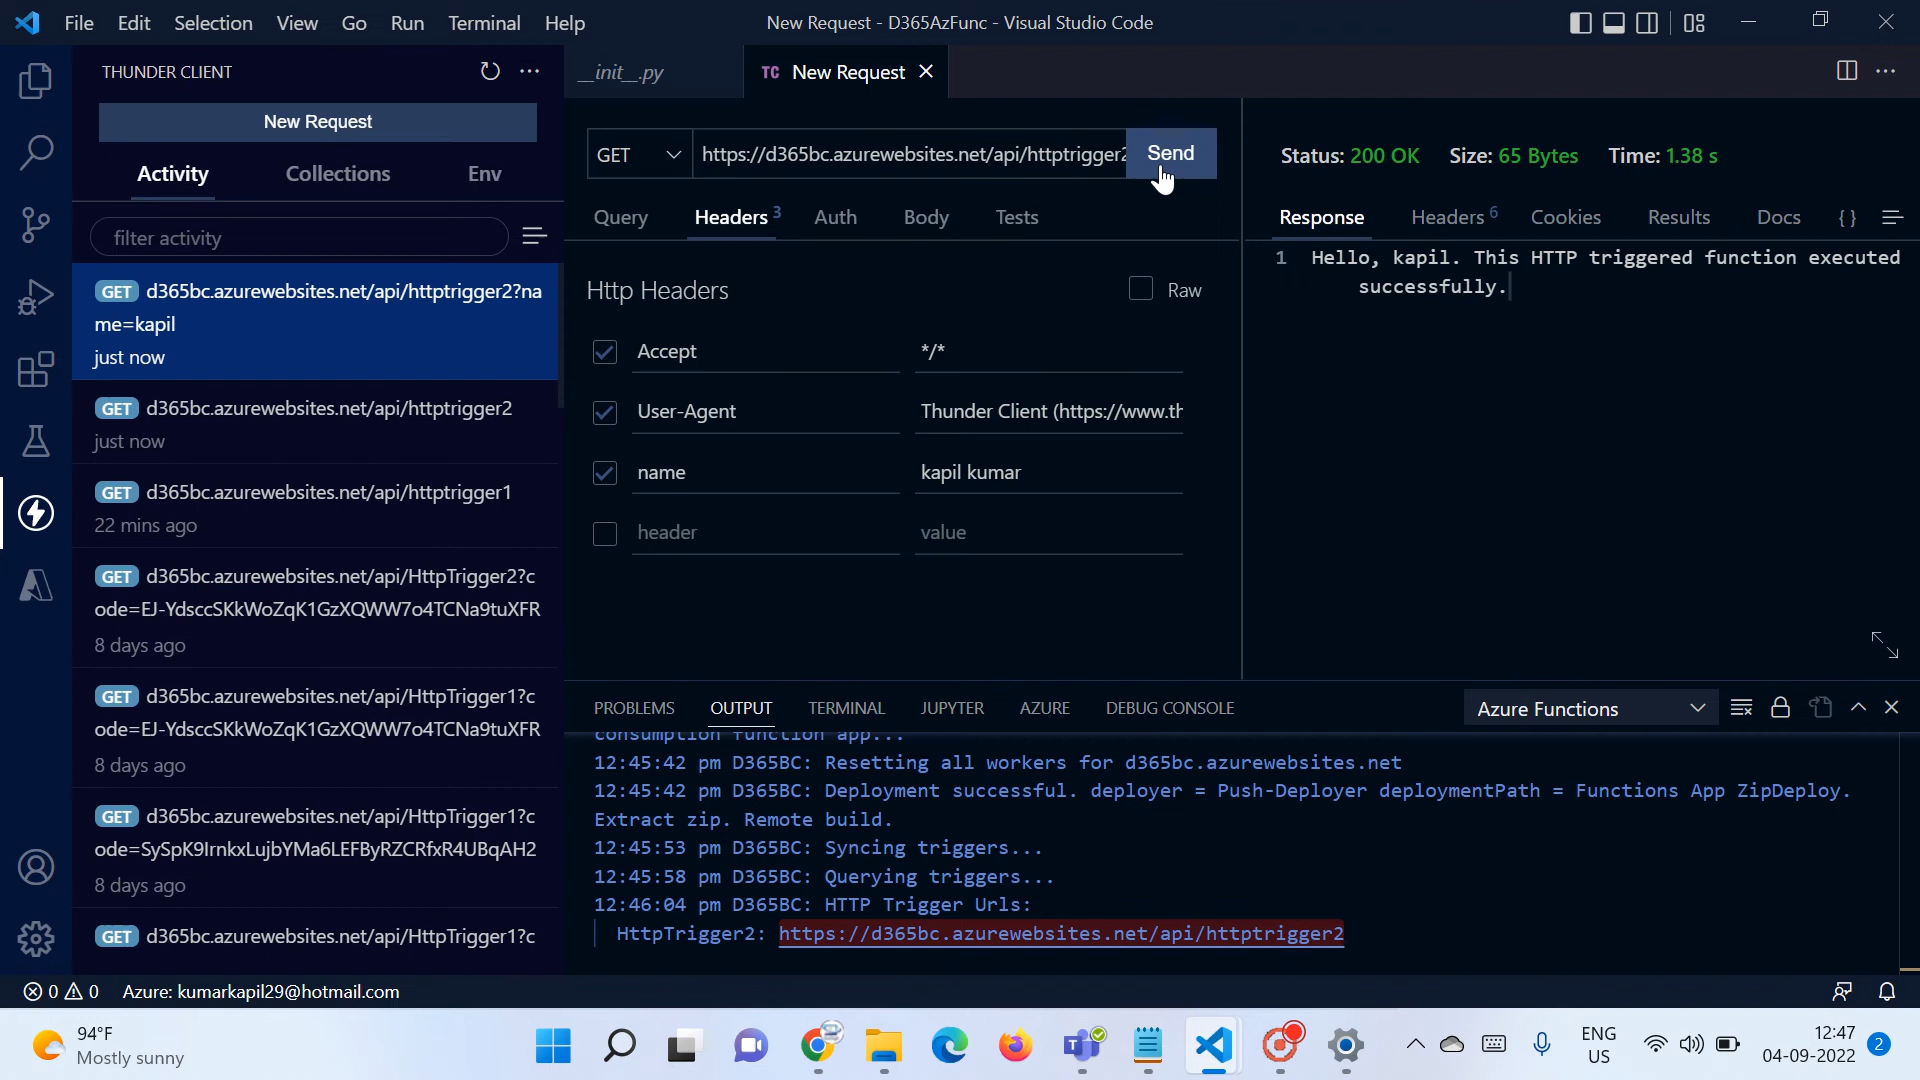 File Edit Selection View Go Run Terminal Help
New Request - D365AzFunc - Visual Studio Code
THUNDER CLIENT
New Request
Activity Collections Env
filter activity
GET d365bc.azurewebsites.net/api/httptrigger2?na
me=kapil
just now
GET d365bc.azurewebsites.net/api/httptrigger2
just now
GET d365bc.azurewebsites.net/api/httptrigger1
22 mins ago
GET d365bc.azurewebsites.net/api/HttpTrigger2?c
ode=EJ-YdsccSKkWoZqK1GzXQWW7o4TCNa9tuXFR
8 days ago
GET d365bc.azurewebsites.net/api/HttpTrigger1?c
ode=EJ-YdsccSKkWoZqK1GzXQWW7o4TCNa9tuXFR
8 days ago
GET d365bc.azurewebsites.net/api/HttpTrigger1?c
ode=SySpK9IrnkxLujbYMa6LEFByRZCRfxR4UBqAH2
8 days ago
GET d365bc.azurewebsites.net/api/HttpTrigger1?c
__init__.py
TC New Request
GET https://d365bc.azurewebsites.net/api/httptrigger2 Send
Query Headers 3 Auth Body Tests
Http Headers Raw
Accept */*
User-Agent Thunder Client (https://www.th
name kapil kumar
header value
Status: 200 OK Size: 65 Bytes Time: 1.38 s
Response Headers 6 Cookies Results Docs { }
1 Hello, kapil. This HTTP triggered function executed
successfully.
PROBLEMS OUTPUT TERMINAL JUPYTER AZURE DEBUG CONSOLE
Azure Functions
consumption function app...
12:45:42 pm D365BC: Resetting all workers for d365bc.azurewebsites.net
12:45:42 pm D365BC: Deployment successful. deployer = Push-Deployer deploymentPath = Functions App ZipDeploy.
Extract zip. Remote build.
12:45:53 pm D365BC: Syncing triggers...
12:45:58 pm D365BC: Querying triggers...
12:46:04 pm D365BC: HTTP Trigger Urls:
HttpTrigger2: https://d365bc.azurewebsites.net/api/httptrigger2
0 0 Azure: kumarkapil29@hotmail.com
94°F
Mostly sunny
ENG
US
12:47
04-09-2022
2